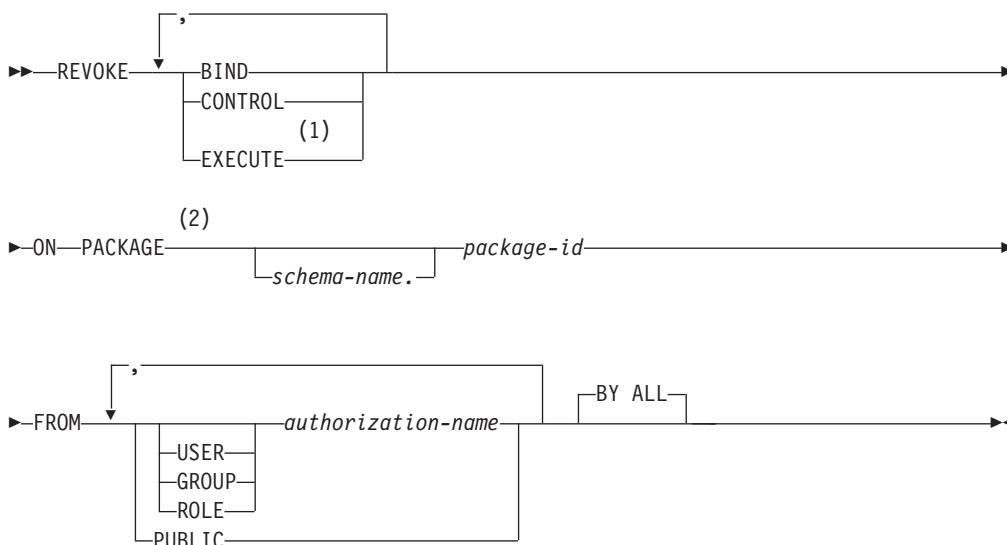 ,
REVOKE BIND
CONTROL
(1)
EXECUTE
(2)
ON PACKAGE package-id
schema-name.
,
BY ALL
FROM authorization-name
USER
GROUP
ROLE
PUBLIC